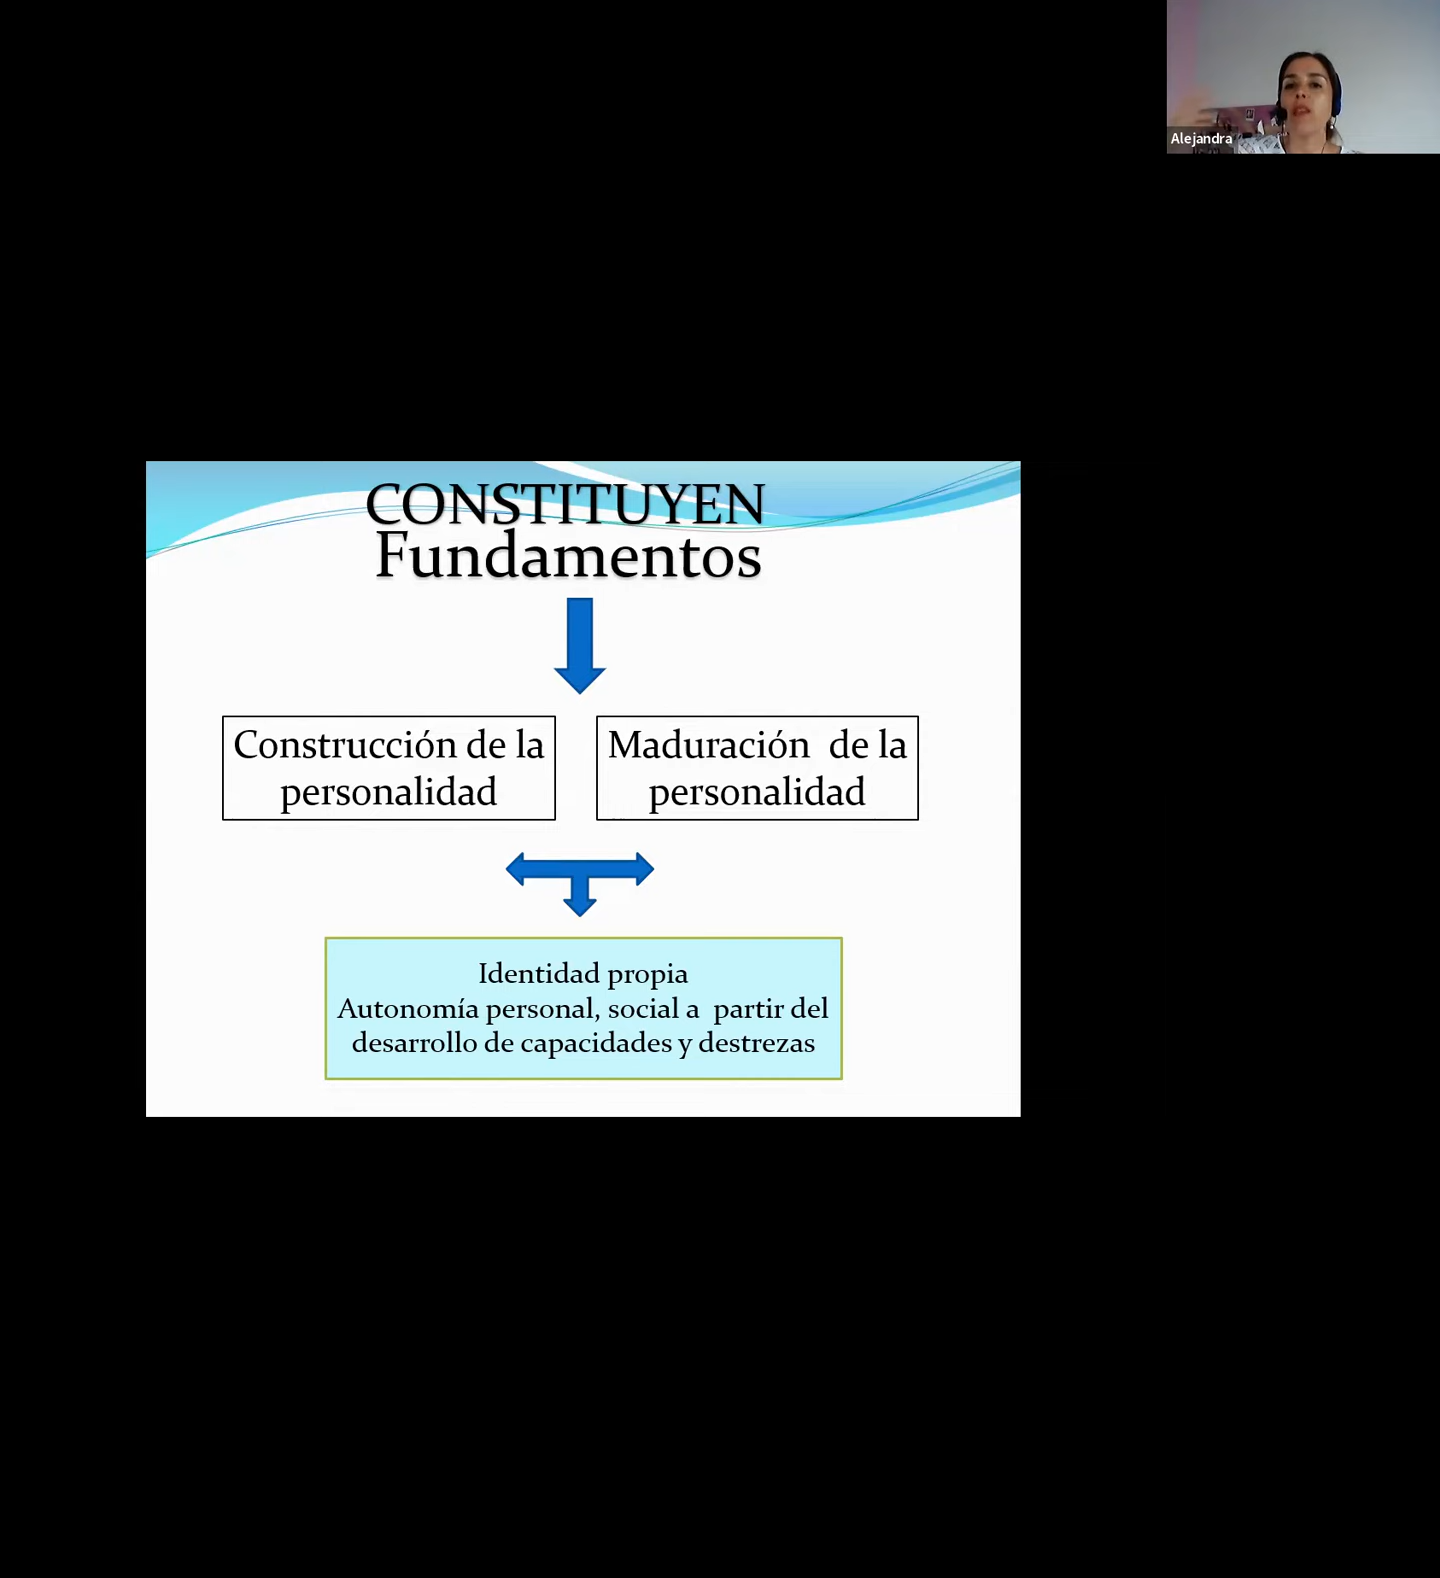 Alejandra
CONSTITUYEN
Fundamentos
Construcción de la
personalidad
Maduración de la
personalidad
Identidad propia
Autonomía personal, social a partir del
desarrollo de capacidades y destrezas